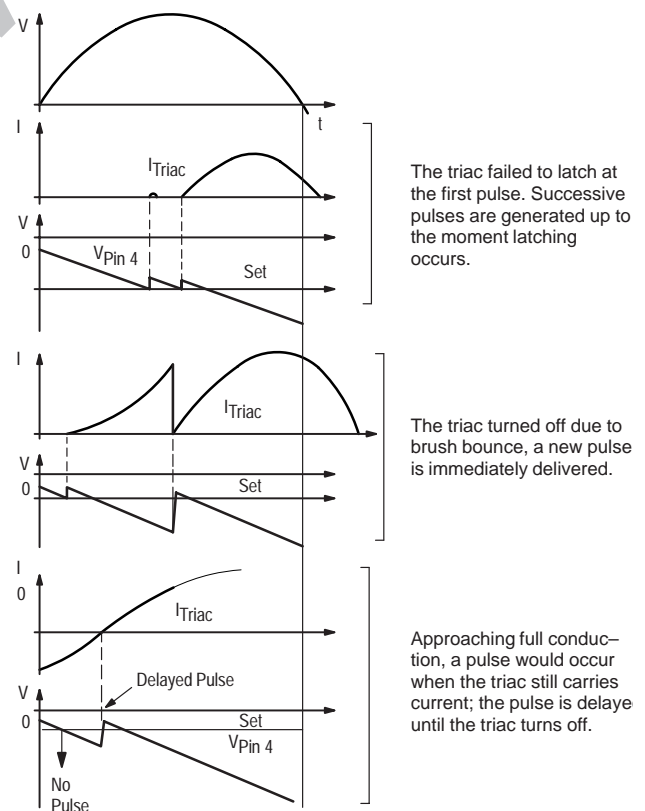 V
t
I
ITriac
The triac failed to latch at
the first pulse. Successive
pulses are generated up to
the moment latching
occurs.
V
0
VPin 4
Set
I
ITriac
The triac turned off due to
brush bounce, a new pulse
is immediately delivered.
V
0
Set
I
0
ITriac
Approaching full conduc–
tion, a pulse would occur
when the triac still carries
current; the pulse is delaye
until the triac turns off.
Delayed Pulse
V
0
Set
VPin 4
No
Pulse